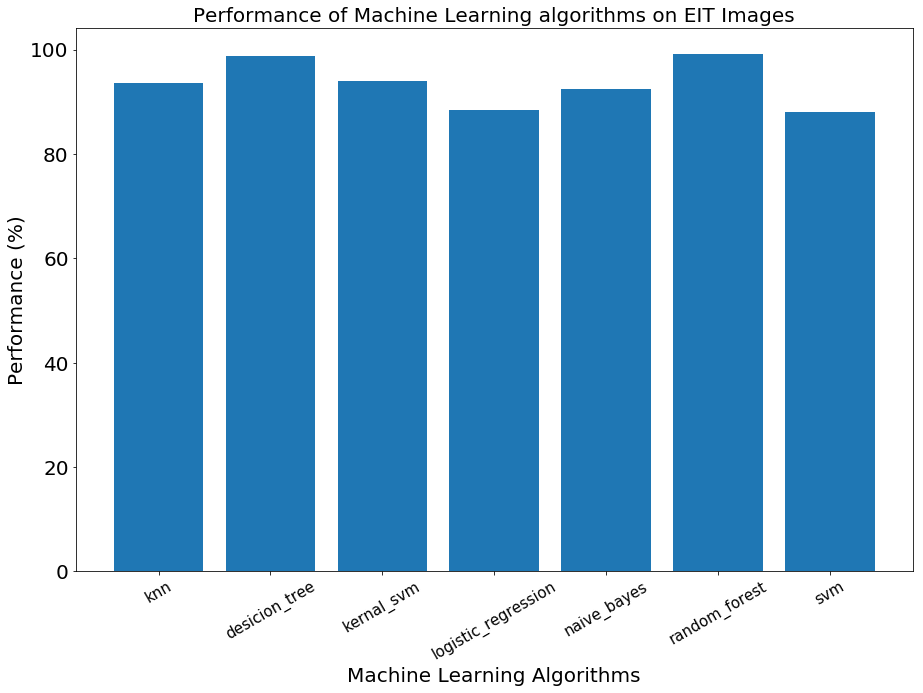 Performance of Machine Learning algorithms on EIT Images
Performance (%)
100
80
60
40
20
0
knn
desicion_tree
kernal_svm
logistic_regression
naive_bayes
random_forest
svm
Machine Learning Algorithms